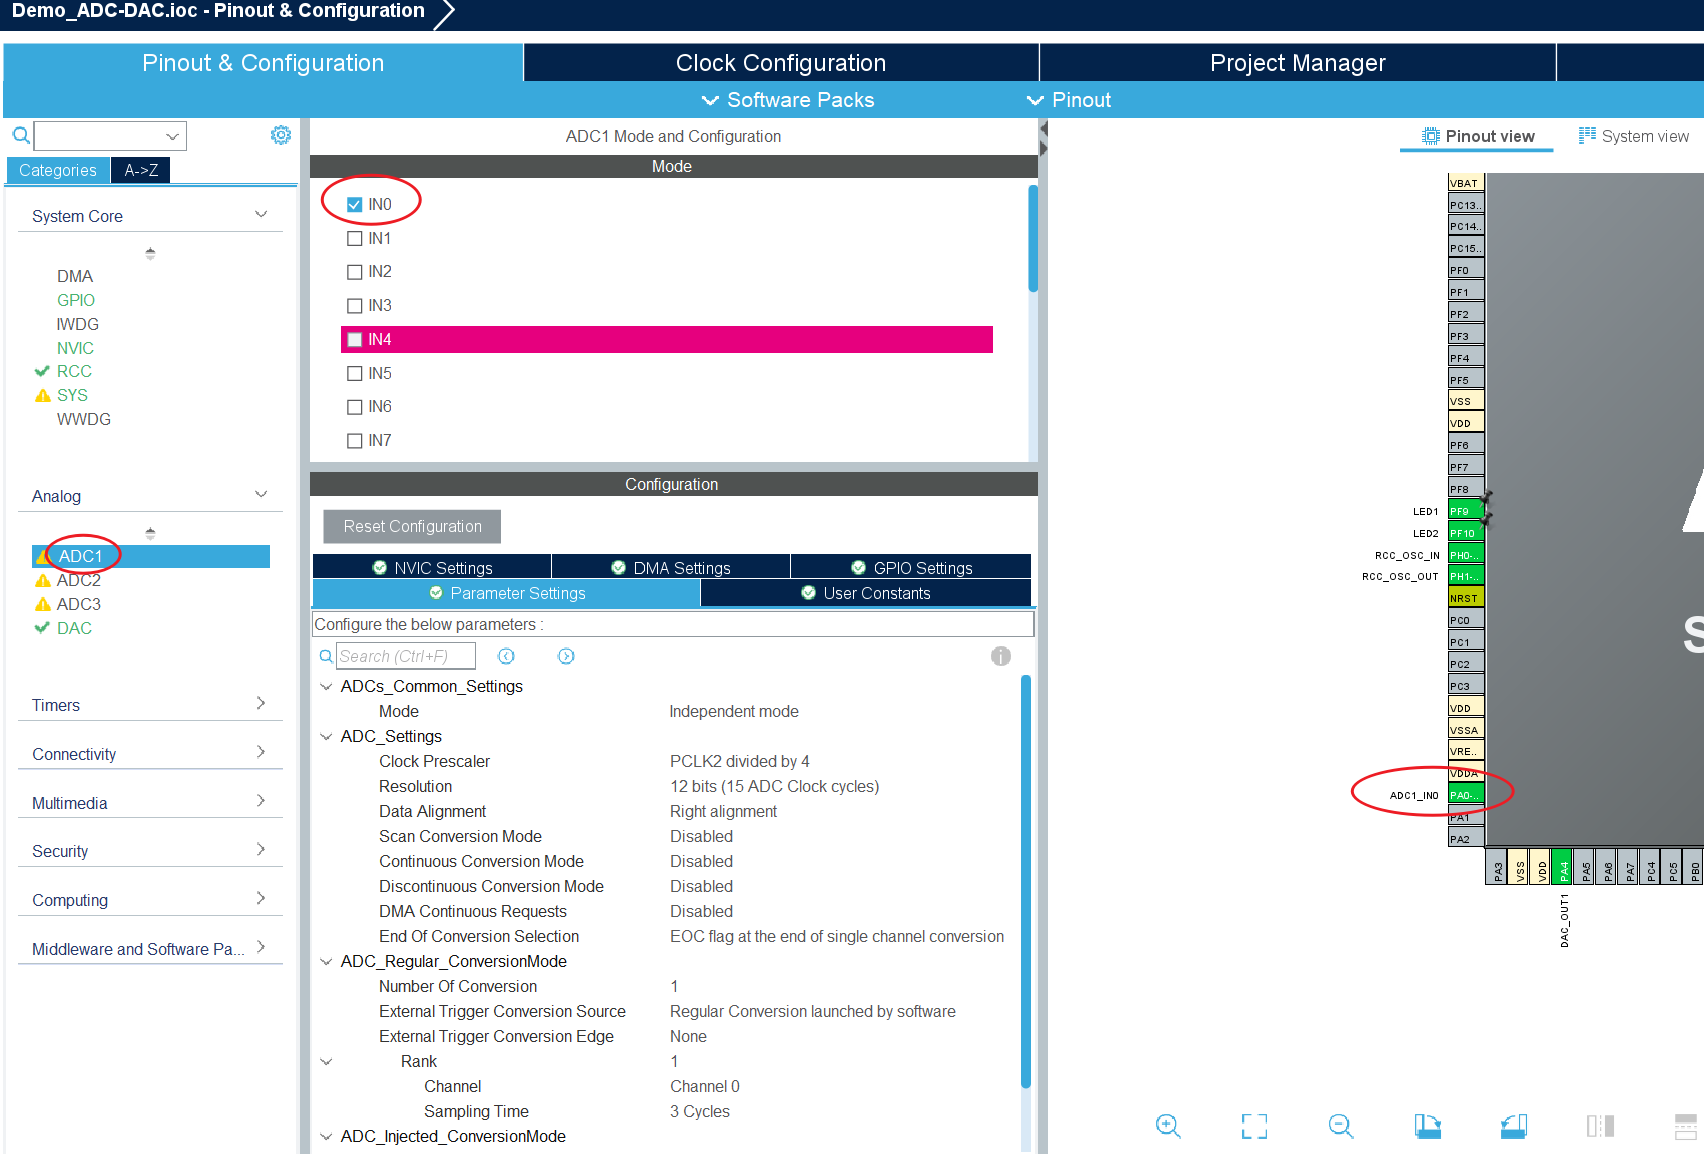 Demo_ADC-DAC.ioc - Pinout & Configuration
Pinout & Configuration
Clock Configuration
Project Manager
Software Packs
Pinout
Categories
A->Z
System Core
DMA
GPIO
IWDG
NVIC
RCC
SYS
WWDG
Analog
ADC1
ADC2
ADC3
DAC
Timers
Connectivity
Multimedia
Security
Computing
Middleware and Software Pa...
ADC1 Mode and Configuration
Mode
IN0
IN1
IN2
IN3
IN4
IN5
IN6
IN7
Configuration
Reset Configuration
NVIC Settings
DMA Settings
GPIO Settings
Parameter Settings
User Constants
Configure the below parameters :
Search (Ctrl+F)
ADCs_Common_Settings
Mode Independent mode
ADC_Settings
Clock Prescaler PCLK2 divided by 4
Resolution 12 bits (15 ADC Clock cycles)
Data Alignment Right alignment
Scan Conversion Mode Disabled
Continuous Conversion Mode Disabled
Discontinuous Conversion Mode Disabled
DMA Continuous Requests Disabled
End Of Conversion Selection EOC flag at the end of single channel conversion
ADC_Regular_ConversionMode
Number Of Conversion 1
External Trigger Conversion Source Regular Conversion launched by software
External Trigger Conversion Edge None
Rank 1
Channel Channel 0
Sampling Time 3 Cycles
ADC_Injected_ConversionMode
Pinout view
System view
VBAT
PC13..
PC14..
PC15..
PF0
PF1
PF2
PF3
PF4
PF5
VSS
VDD
PF6
PF7
PF8
LED1 PF9
LED2 PF10
RCC_OSC_IN PH0-..
RCC_OSC_OUT PH1-..
NRST
PC0
PC1
PC2
PC3
VDD
VSSA
VRE..
VDDA
ADC1_IN0 PA0-..
PA1
PA2
PA3
VSS
VDD
PA4
PA5
PA6
PA7
PC4
PC5
PB0
DAC_OUT1
S